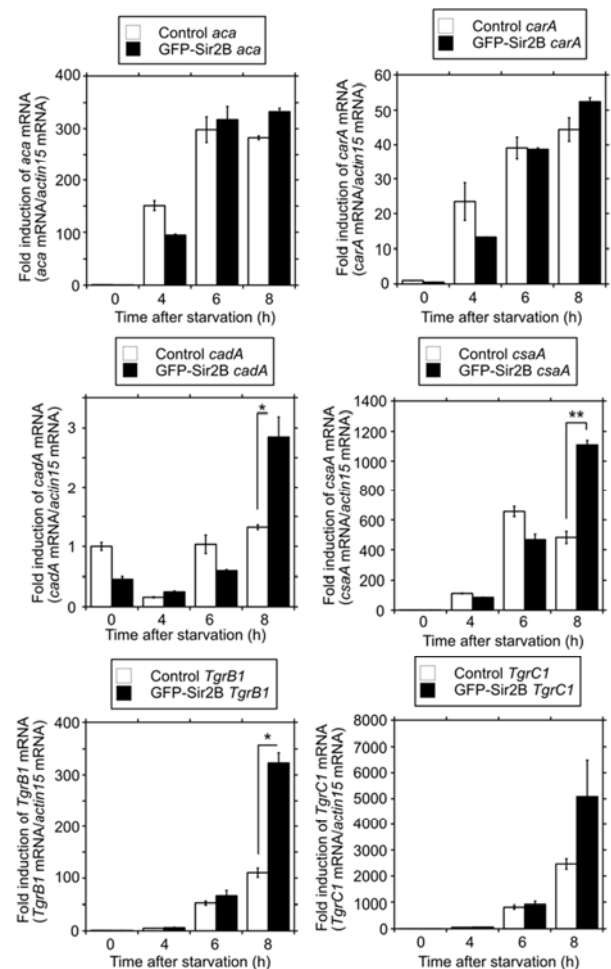 Control aca
GFP-Sir2B aca
Fold induction of aca mRNA
(aca mRNA/actin15 mRNA)
400
300
200
100
0
0 4 6 8
Time after starvation (h)
Control carA
GFP-Sir2B carA
Fold induction of carA mRNA
(carA mRNA/actin15 mRNA)
60
50
40
30
20
10
0
0 4 6 8
Time after starvation (h)
Control cadA
GFP-Sir2B cadA
Fold induction of cadA mRNA
(cadA mRNA/actin15 mRNA)
3
2
1
0
*
0 4 6 8
Time after starvation (h)
Control csaA
GFP-Sir2B csaA
Fold induction of csaA mRNA
(csaA mRNA/actin15 mRNA)
1400
1200
1000
800
600
400
200
0
**
0 4 6 8
Time after starvation (h)
Control TgrB1
GFP-Sir2B TgrB1
Fold induction of TgrB1 mRNA
(TgrB1 mRNA/actin15 mRNA)
400
300
200
100
0
*
0 4 6 8
Time after starvation (h)
Control TgrC1
GFP-Sir2B TgrC1
Fold induction of TgrC1 mRNA
(TgrC1 mRNA/actin15 mRNA)
8000
7000
6000
5000
4000
3000
2000
1000
0
0 4 6 8
Time after starvation (h)